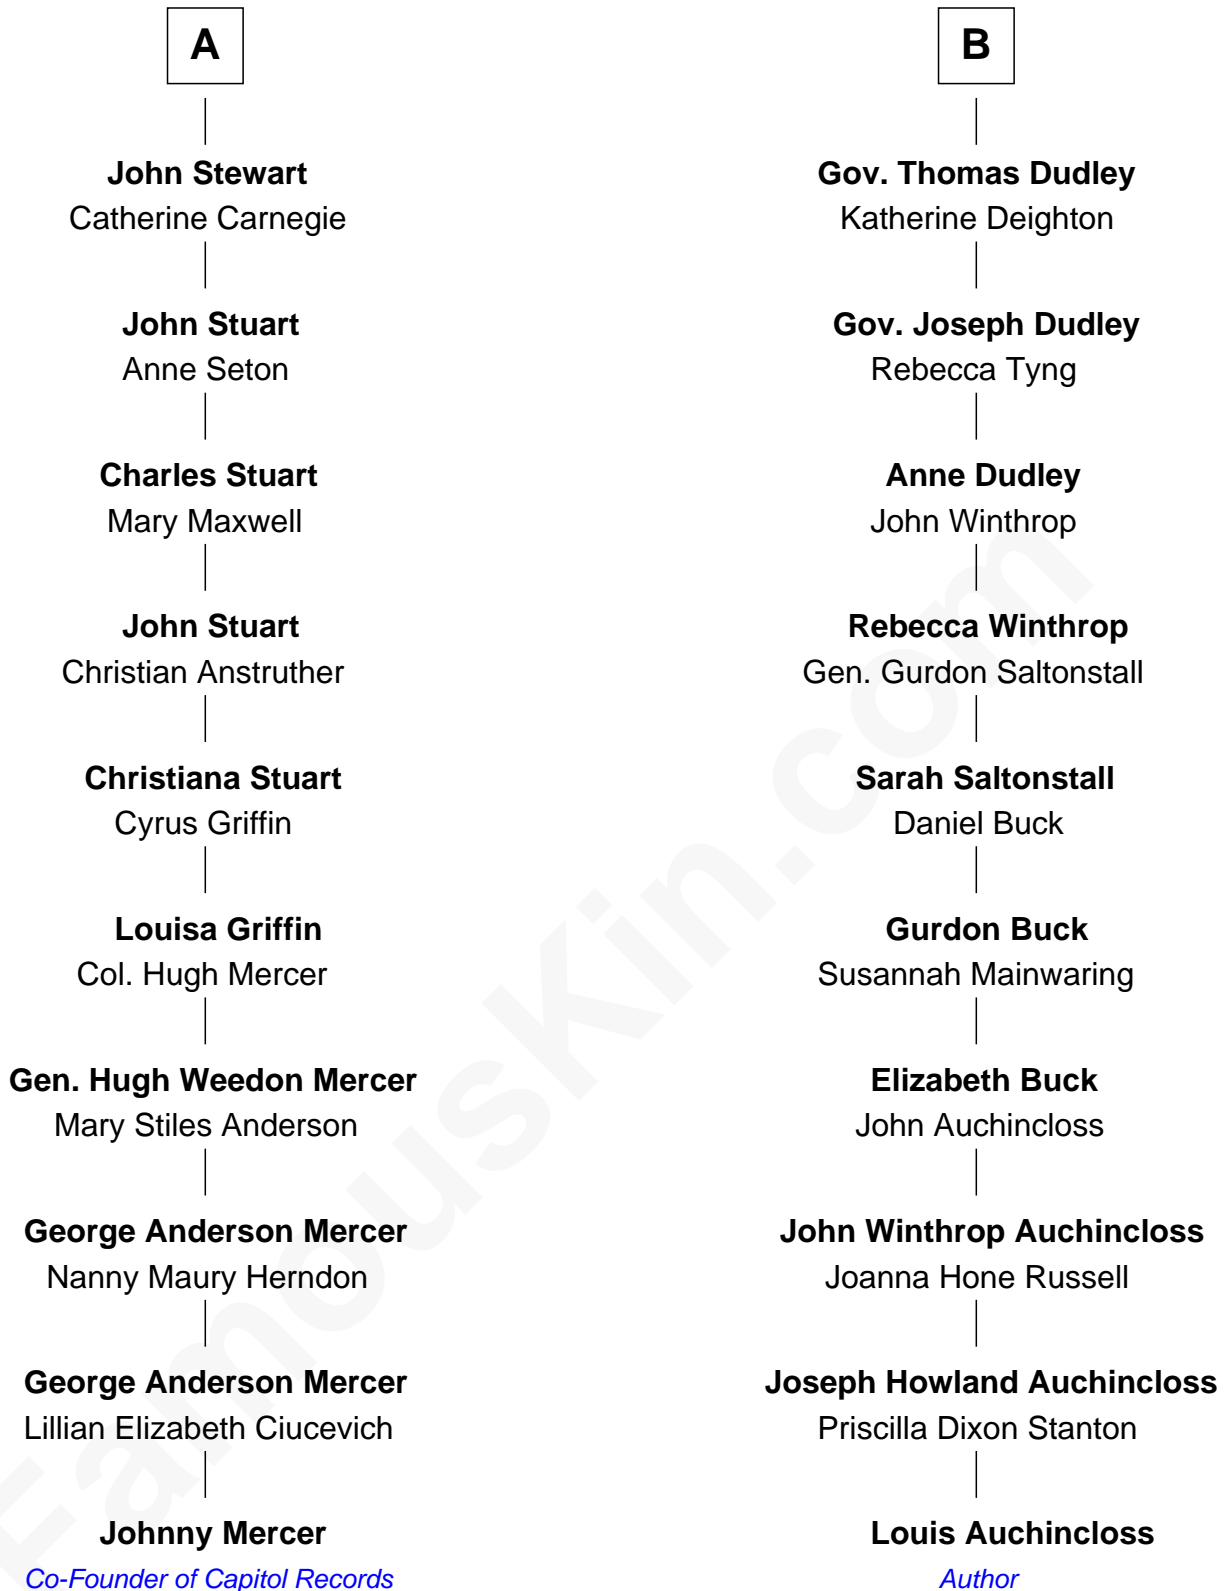 A
John Stewart
Catherine Carnegie
John Stuart
Anne Seton
Charles Stuart
Mary Maxwell
John Stuart
Christian Anstruther
Christiana Stuart
Cyrus Griffin
Louisa Griffin
Col. Hugh Mercer
Gen. Hugh Weedon Mercer
Mary Stiles Anderson
George Anderson Mercer
Nanny Maury Herndon
George Anderson Mercer
Lillian Elizabeth Ciucevich
Johnny Mercer
Co-Founder of Capitol Records
B
Gov. Thomas Dudley
Katherine Deighton
Gov. Joseph Dudley
Rebecca Tyng
Anne Dudley
John Winthrop
Rebecca Winthrop
Gen. Gurdon Saltonstall
Sarah Saltonstall
Daniel Buck
Gurdon Buck
Susannah Mainwaring
Elizabeth Buck
John Auchincloss
John Winthrop Auchincloss
Joanna Hone Russell
Joseph Howland Auchincloss
Priscilla Dixon Stanton
Louis Auchincloss
Author
FamousKin.com